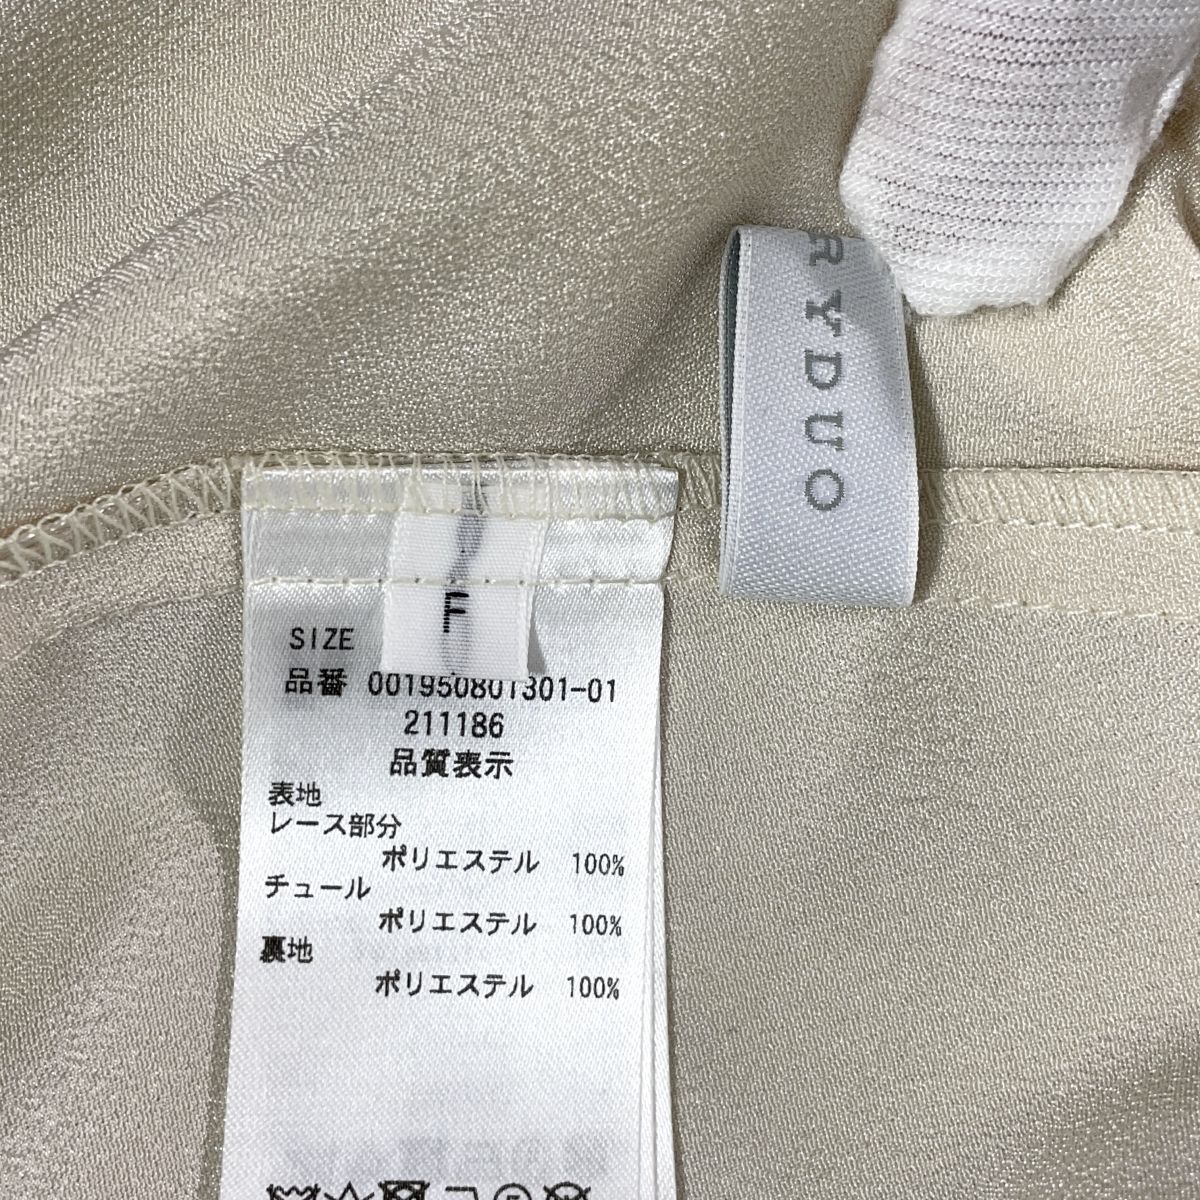 RYDUO
F
SIZE
品番 001950801301-01
211186
品質表示
表地
レース部分
ポリエステル 100%
チュール
ポリエステル 100%
裏地
ポリエステル 100%